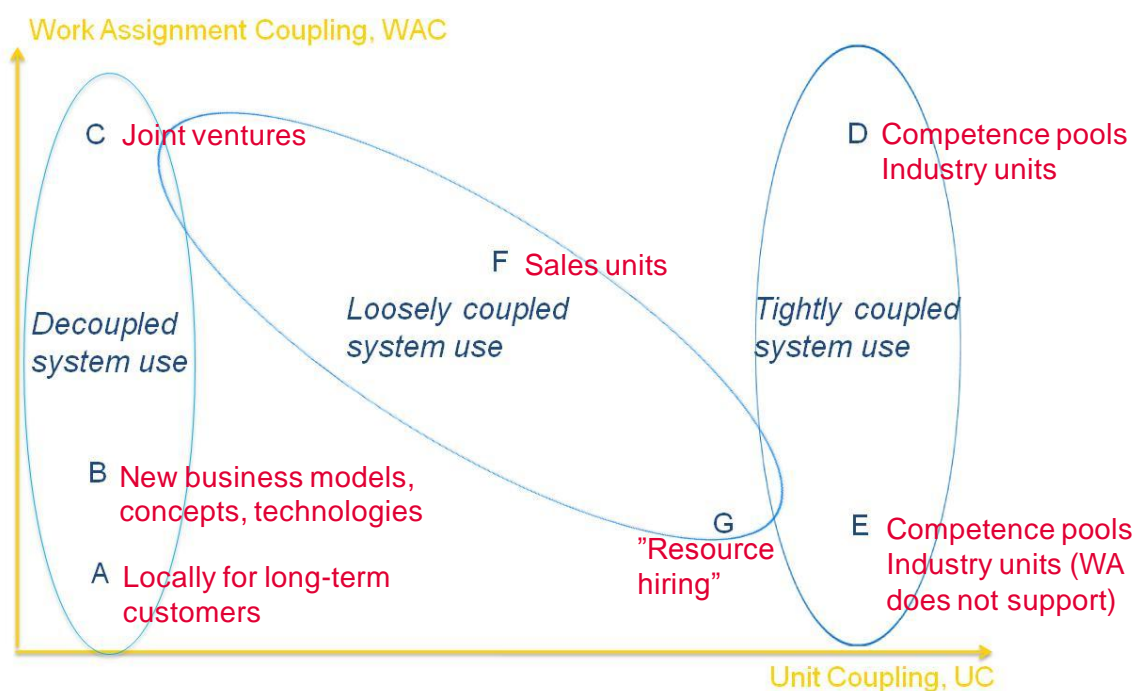 Work Assignment Coupling, WAC
C Joint ventures
D Competence pools
Industry units
F Sales units
Decoupled
system use
Loosely coupled
system use
Tightly coupled
system use
B New business models,
concepts, technologies
A Locally for long-term
customers
G
"Resource
hiring"
E Competence pools
Industry units (WA
does not support)
Unit Coupling, UC